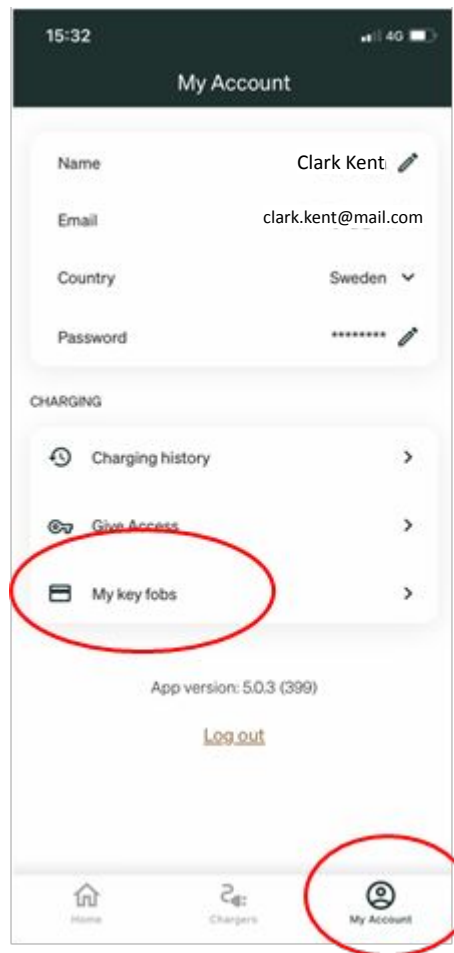 15:32 4G
My Account
Name Clark Kent
Email clark.kent@mail.com
Country Sweden
Password ********
CHARGING
Charging history
Give Access
My key fobs
App version: 5.0.3 (399)
Log out
Home Chargers My Account